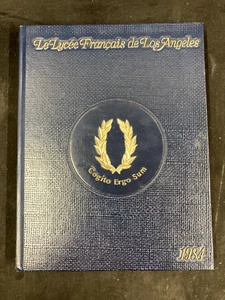 Le Lycée Français de Los Angeles
Cogito Ergo Sum
1984